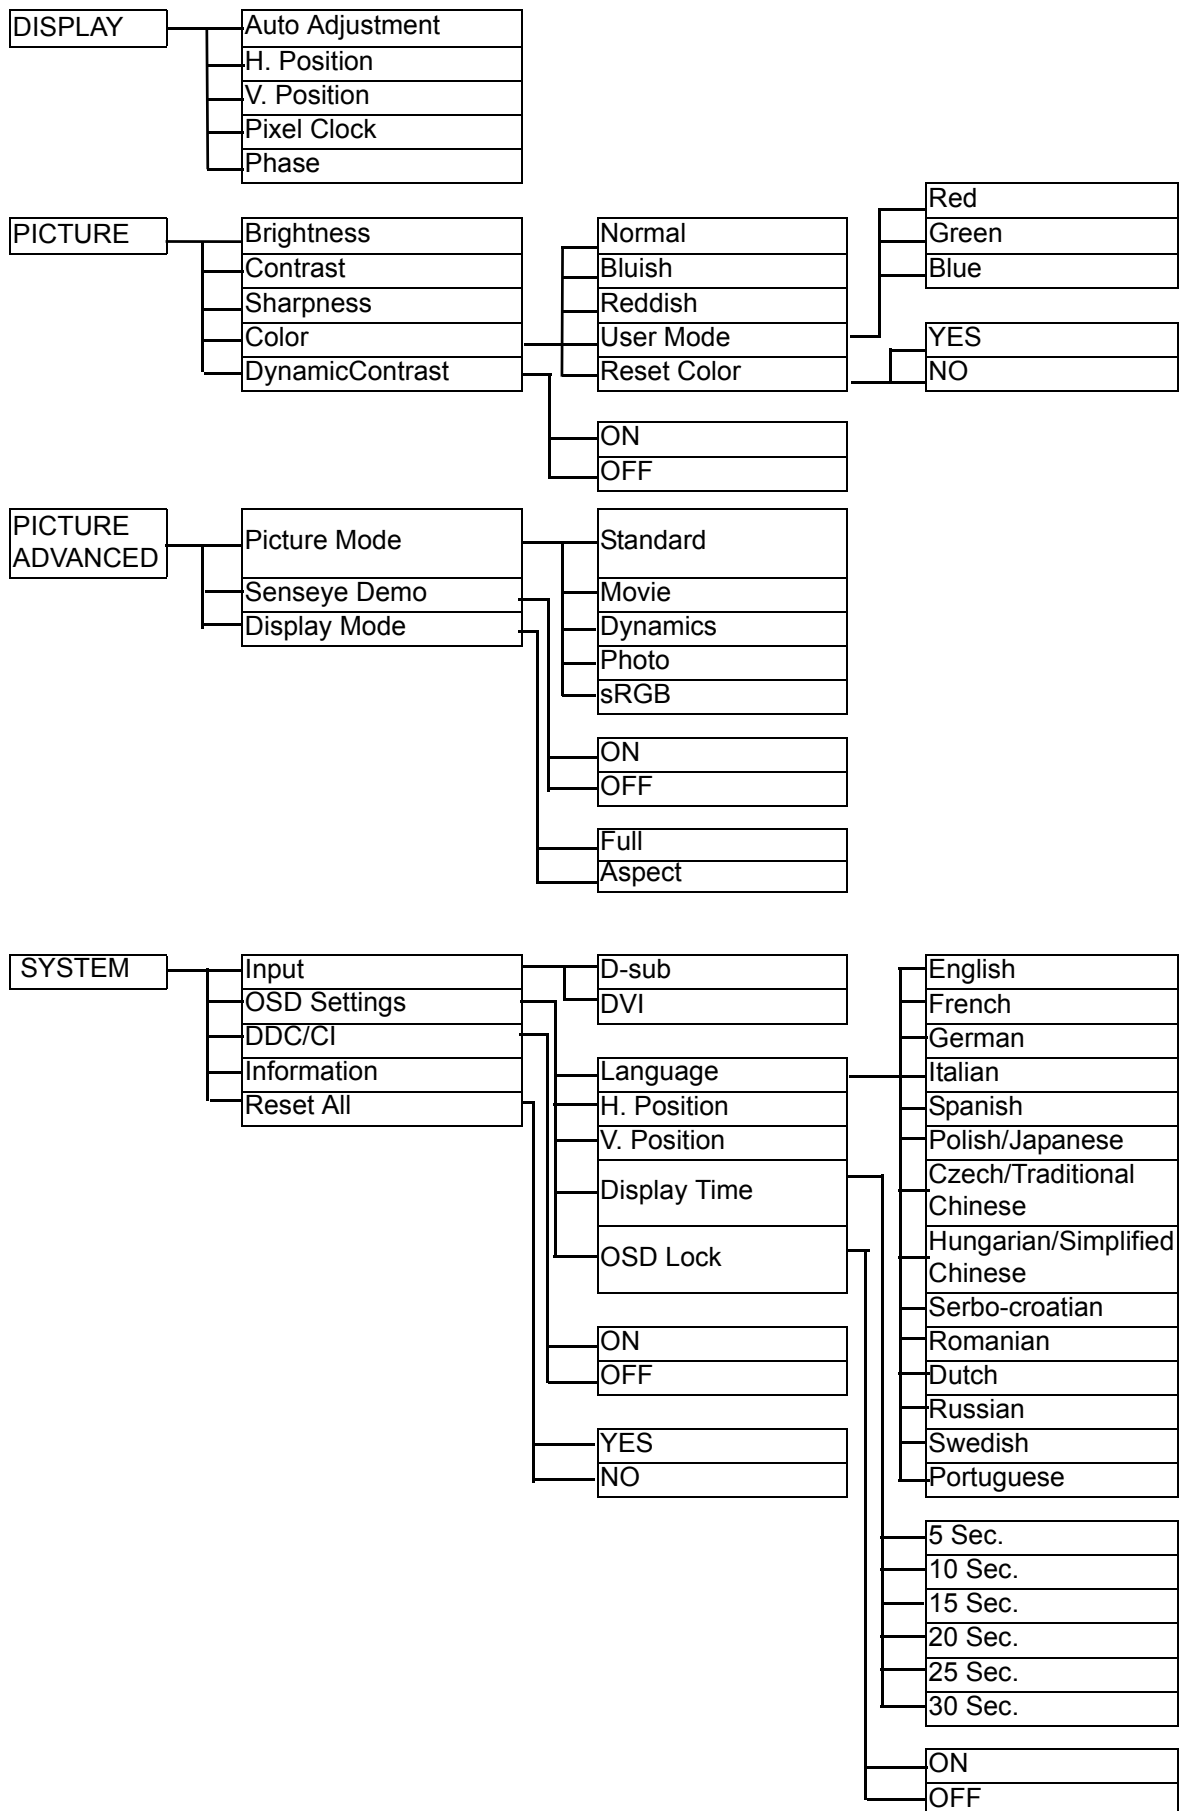 DISPLAY
Auto Adjustment
H. Position
V. Position
Pixel Clock
Phase
PICTURE
Brightness
Contrast
Sharpness
Color
DynamicContrast
Normal
Bluish
Reddish
User Mode
Reset Color
Red
Green
Blue
YES
NO
ON
OFF
PICTURE
ADVANCED
Picture Mode
Senseye Demo
Display Mode
Standard
Movie
Dynamics
Photo
sRGB
ON
OFF
Full
Aspect
SYSTEM
Input
OSD Settings
DDC/CI
Information
Reset All
D-sub
DVI
Language
H. Position
V. Position
Display Time
OSD Lock
ON
OFF
YES
NO
English
French
German
Italian
Spanish
Polish/Japanese
Czech/Traditional
Chinese
Hungarian/Simplified
Chinese
Serbo-croatian
Romanian
Dutch
Russian
Swedish
Portuguese
5 Sec.
10 Sec.
15 Sec.
20 Sec.
25 Sec.
30 Sec.
ON
OFF